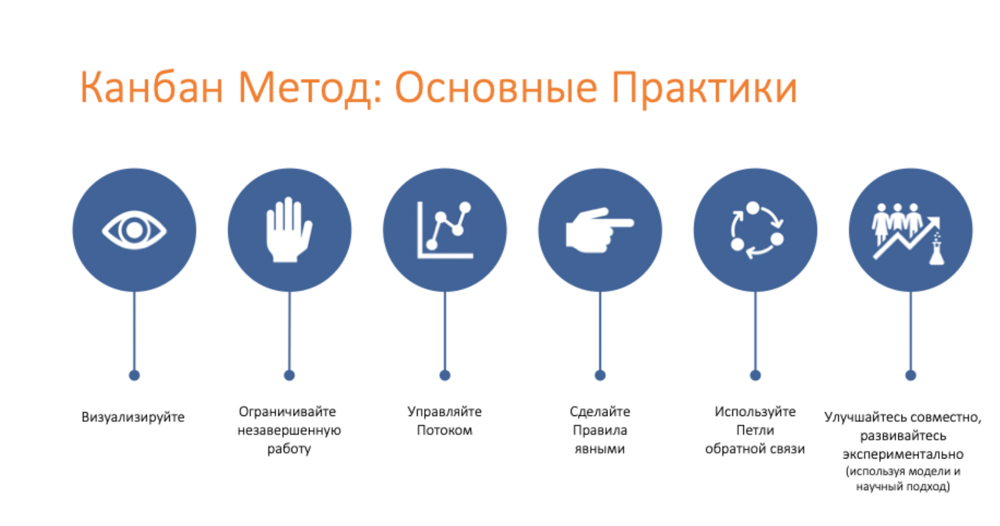 Канбан Метод: Основные Практики
Визуализируйте
Ограничивайте
незавершенную
работу
Управляйте
Потоком
Сделайте
Правила
явными
Используйте
Петли
обратной связи
Улучшайтесь совместно,
развивайтесь
экспериментально
(используя модели и
научный подход)